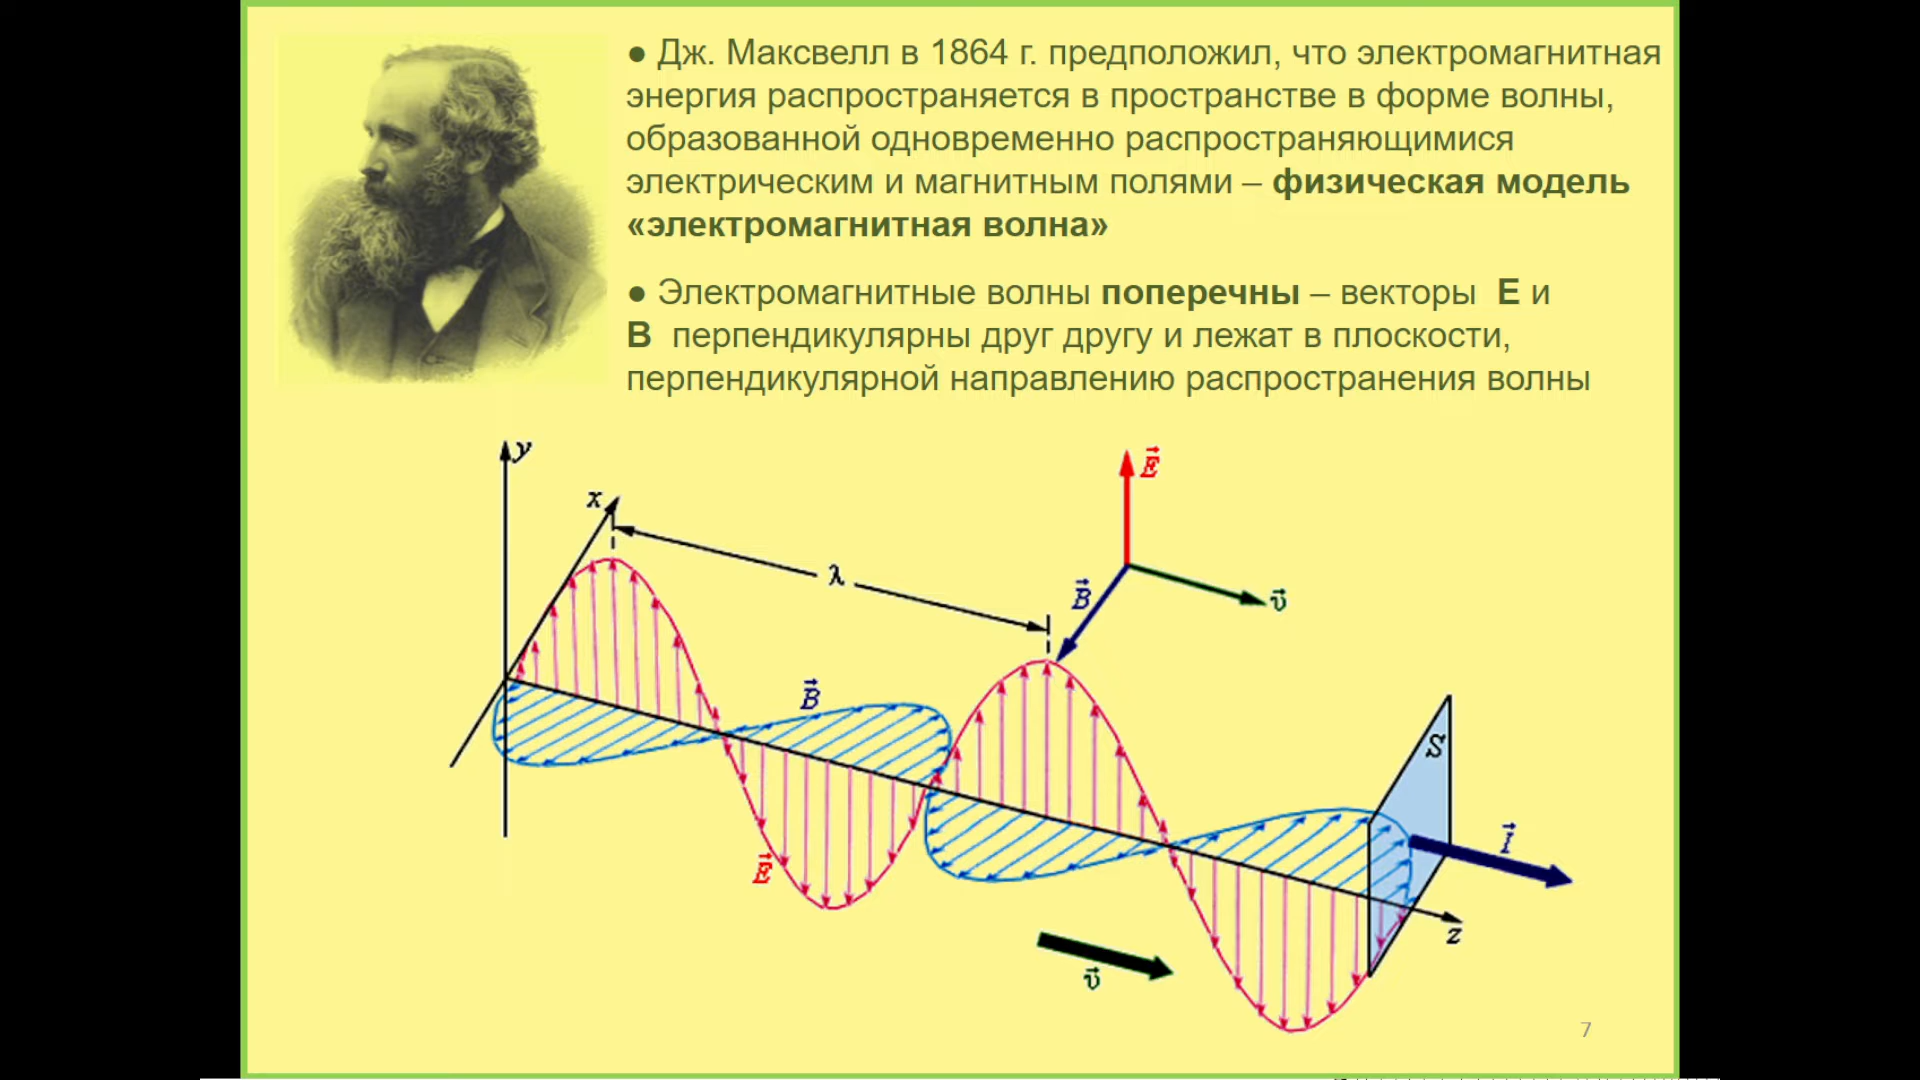 ● Дж. Максвелл в 1864 г. предположил, что электромагнитная
энергия распространяется в пространстве в форме волны,
образованной одновременно распространяющимися
электрическим и магнитным полями – физическая модель
«электромагнитная волна»
● Электромагнитные волны поперечны – векторы E и
B перпендикулярны друг другу и лежат в плоскости,
перпендикулярной направлению распространения волны
y
x
λ
E
B
υ
B
E
S
I
z
υ
7